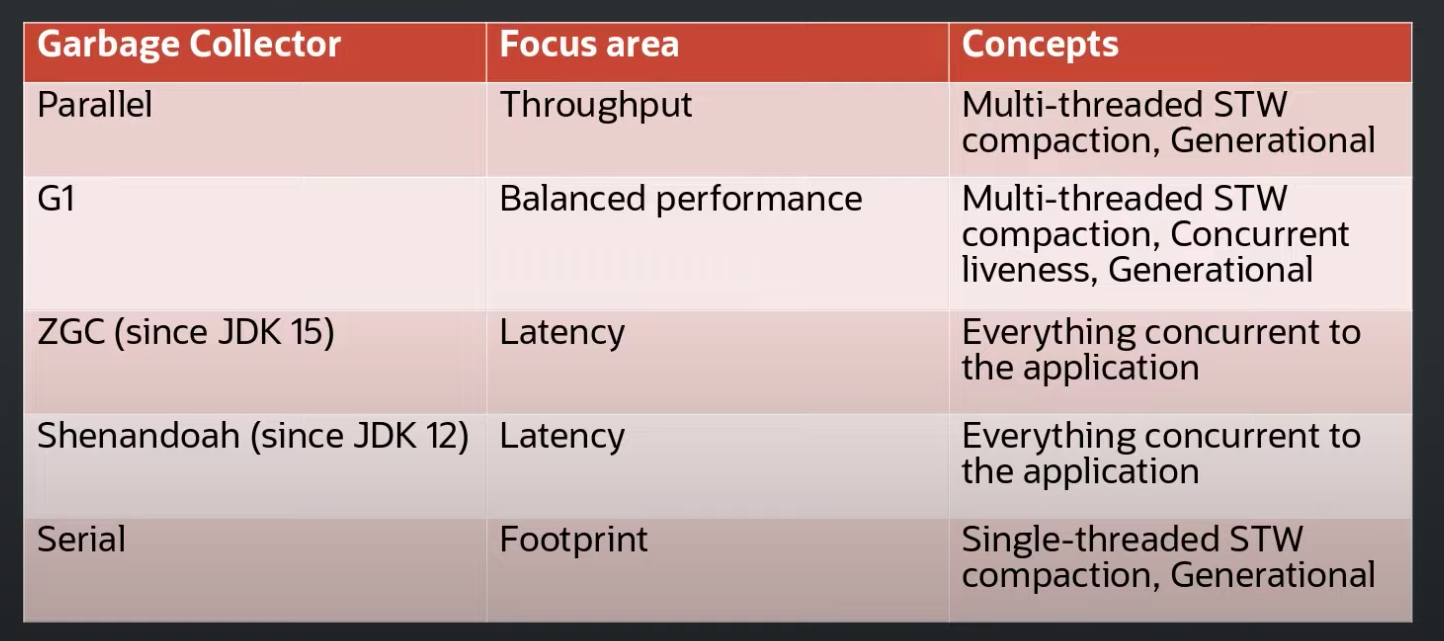 Garbage Collector Focus area Concepts
Parallel Throughput Multi-threaded STW
compaction, Generational
G1 Balanced performance Multi-threaded STW
compaction, Concurrent
liveness, Generational
ZGC (since JDK 15) Latency Everything concurrent to
the application
Shenandoah (since JDK 12) Latency Everything concurrent to
the application
Serial Footprint Single-threaded STW
compaction, Generational